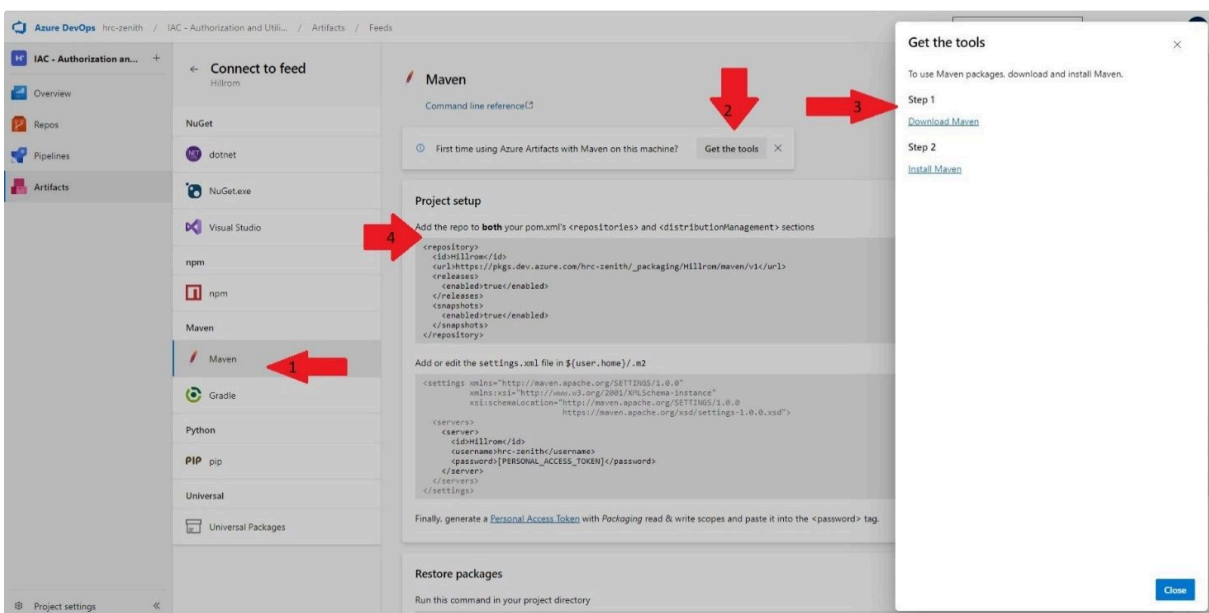 Azure DevOps hrc-zenith / IAC - Authorization and Utili... / Artifacts / Feeds
IAC - Authorization an... +
Overview
Repos
Pipelines
Artifacts
Project settings
Connect to feed
Hillrom
NuGet
NET dotnet
NuGet.exe
Visual Studio
npm
npm
Maven
Maven
1
Gradle
Python
PIP pip
Universal
Universal Packages
Maven
Command line reference
2
First time using Azure Artifacts with Maven on this machine? Get the tools
Project setup
4
Add the repo to both your pom.xml's <repositories> and <distributionManagement> sections
<repository>
<id>Hillrom</id>
<url>https://pkgs.dev.azure.com/hrc-zenith/_packaging/Hillrom/maven/v1</url>
<releases>
<enabled>true</enabled>
</releases>
<snapshots>
<enabled>true</enabled>
</snapshots>
</repository>
Add or edit the settings.xml file in ${user.home}/.m2
<settings xmlns="http://maven.apache.org/SETTINGS/1.0.0"
xmlns:xsi="http://www.w3.org/2001/XMLSchema-instance"
xsi:schemaLocation="http://maven.apache.org/SETTINGS/1.0.0
https://maven.apache.org/xsd/settings-1.0.0.xsd">
<servers>
<server>
<id>Hillrom</id>
<username>hrc-zenith</username>
<password>[PERSONAL_ACCESS_TOKEN]</password>
</server>
</servers>
</settings>
Finally, generate a Personal Access Token with Packaging read & write scopes and paste it into the <password> tag.
Restore packages
Run this command in your project directory
Get the tools
To use Maven packages, download and install Maven.
3
Step 1
Download Maven
Step 2
Install Maven
Close